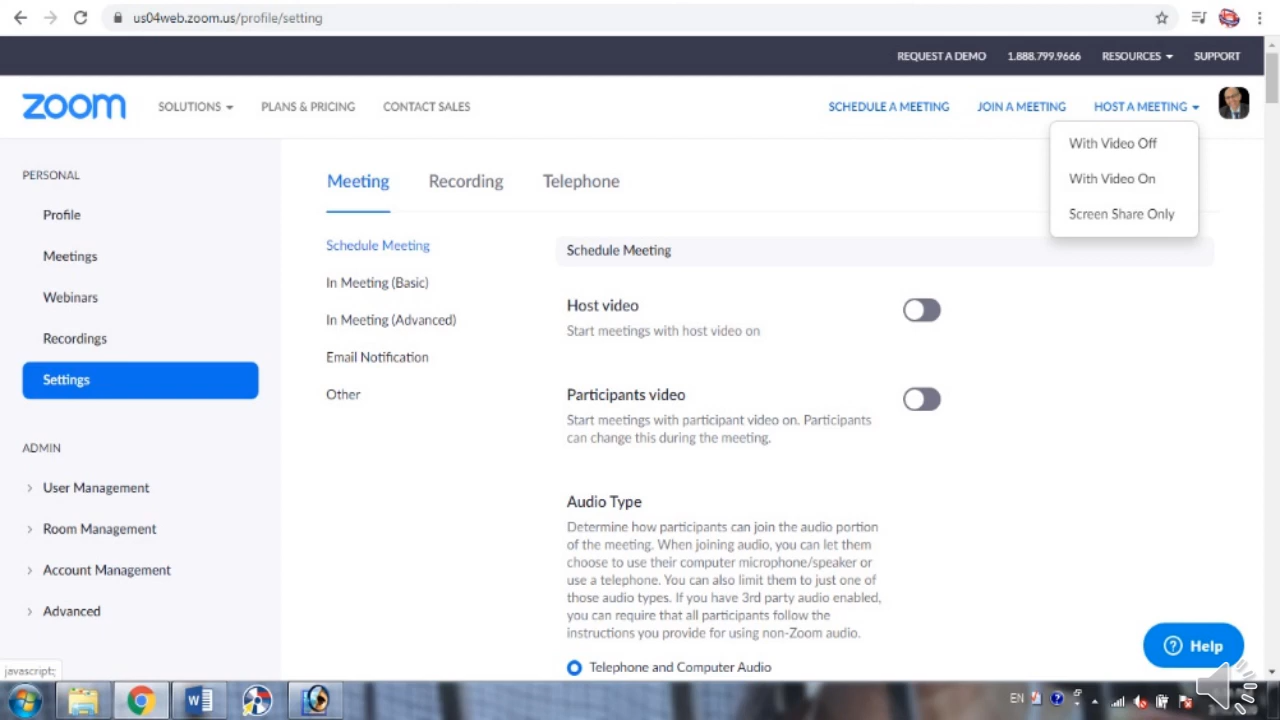 us04web.zoom.us/profile/setting
REQUEST A DEMO 1.888.799.9666 RESOURCES SUPPORT
zoom SOLUTIONS PLANS & PRICING CONTACT SALES SCHEDULE A MEETING JOIN A MEETING HOST A MEETING
With Video Off
With Video On
Screen Share Only
PERSONAL
Profile
Meetings
Webinars
Recordings
Settings
ADMIN
User Management
Room Management
Account Management
Advanced
Meeting Recording Telephone
Schedule Meeting
In Meeting (Basic)
In Meeting (Advanced)
Email Notification
Other
Schedule Meeting
Host video
Start meetings with host video on
Participants video
Start meetings with participant video on. Participants
can change this during the meeting.
Audio Type
Determine how participants can join the audio portion
of the meeting. When joining audio, you can let them
choose to use their computer microphone/speaker or
use a telephone. You can also limit them to just one of
those audio types. If you have 3rd party audio enabled,
you can require that all participants follow the
instructions you provide for using non-Zoom audio.
Telephone and Computer Audio
Help
javascript:
EN